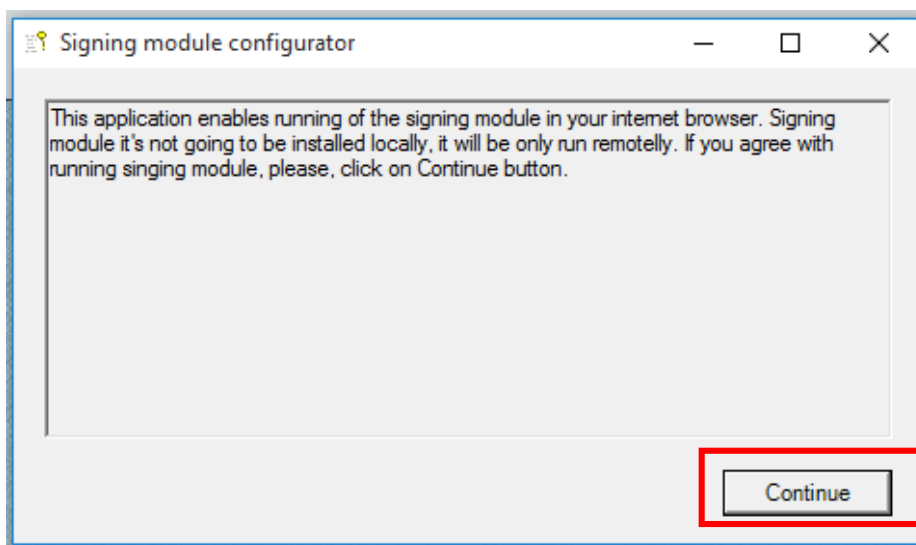 Signing module configurator
This application enables running of the signing module in your internet browser. Signing
module it's not going to be installed locally, it will be only run remotelly. If you agree with
running singing module, please, click on Continue button.
Continue